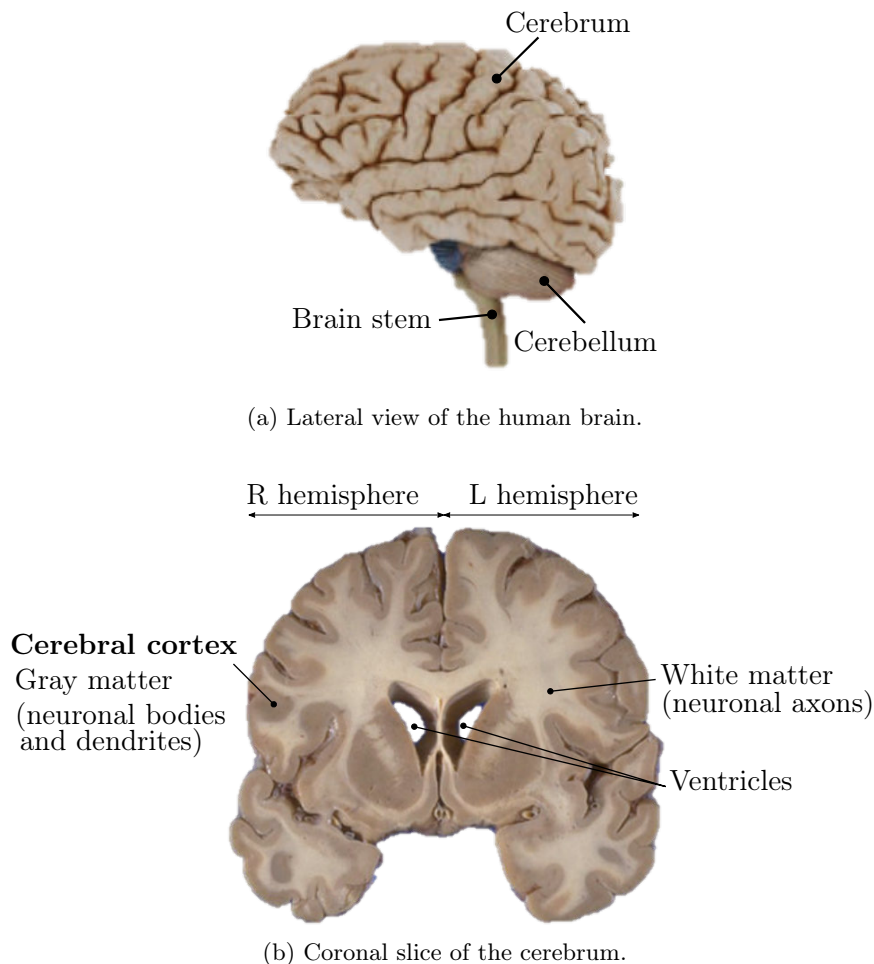 Cerebrum
Brain stem
Cerebellum
(a) Lateral view of the human brain.
R hemisphere
L hemisphere
Cerebral cortex
Gray matter
(neuronal bodies
and dendrites)
White matter
(neuronal axons)
Ventricles
(b) Coronal slice of the cerebrum.